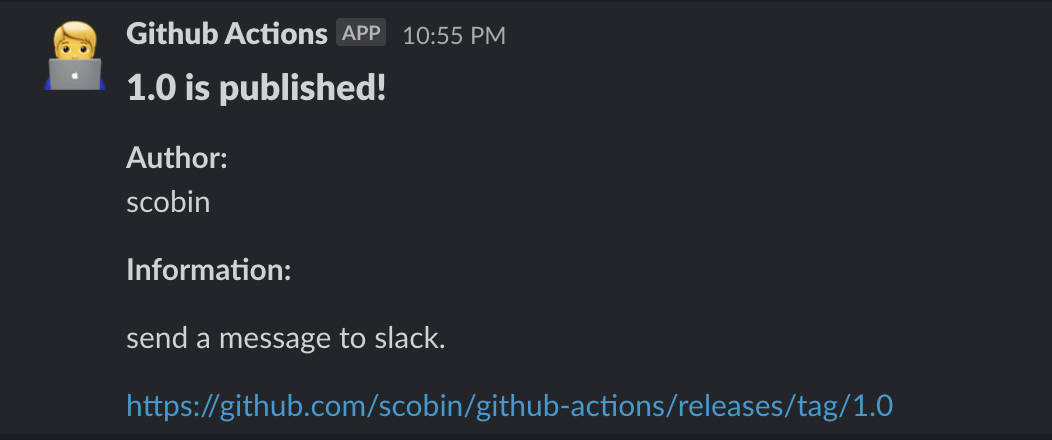 Github Actions APP 10:55 PM
1.0 is published!
Author:
scobin
Information:
send a message to slack.
https://github.com/scobin/github-actions/releases/tag/1.0